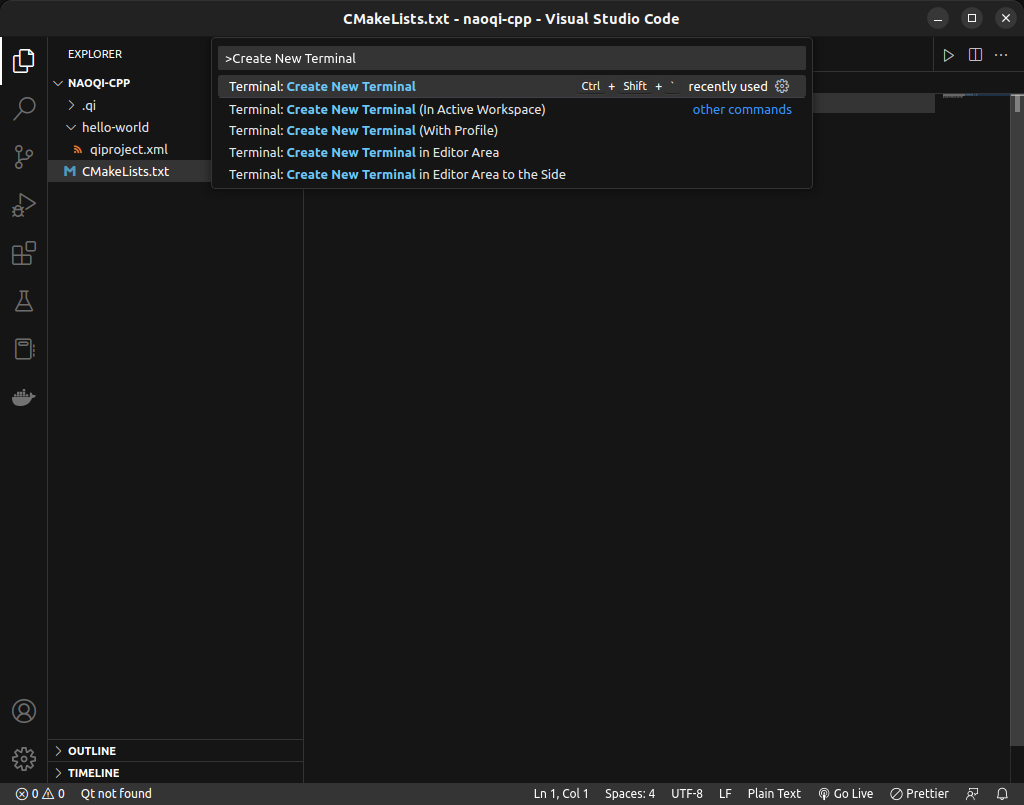 CMakeLists.txt - naoqi-cpp - Visual Studio Code
EXPLORER
>Create New Terminal
NAOQI-CPP
Terminal: Create New Terminal Ctrl + Shift + ` recently used
.qi
Terminal: Create New Terminal (In Active Workspace) other commands
hello-world
Terminal: Create New Terminal (With Profile)
qiproject.xml
Terminal: Create New Terminal in Editor Area
M CMakeLists.txt
Terminal: Create New Terminal in Editor Area to the Side
OUTLINE
TIMELINE
0 0 Qt not found Ln 1, Col 1 Spaces: 4 UTF-8 LF Plain Text Go Live Prettier